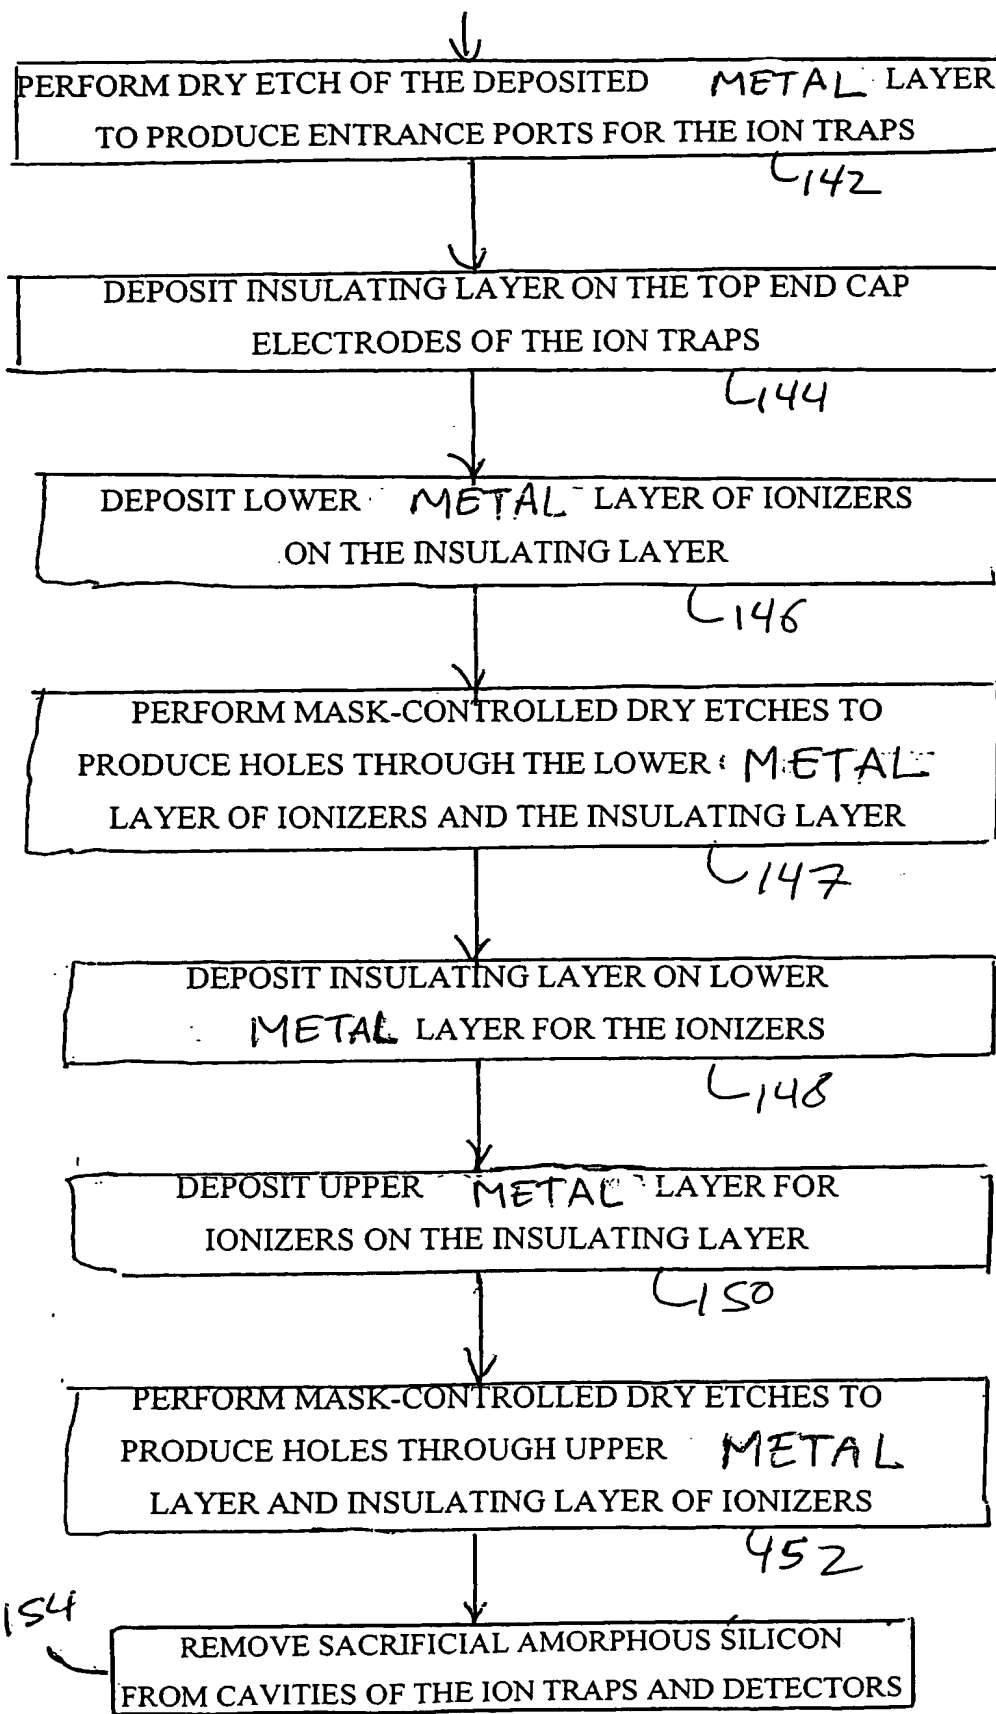 PERFORM DRY ETCH OF THE DEPOSITED METAL LAYER
TO PRODUCE ENTRANCE PORTS FOR THE ION TRAPS
142
DEPOSIT INSULATING LAYER ON THE TOP END CAP
ELECTRODES OF THE ION TRAPS
144
DEPOSIT LOWER METAL LAYER OF IONIZERS
ON THE INSULATING LAYER
146
PERFORM MASK-CONTROLLED DRY ETCHES TO
PRODUCE HOLES THROUGH THE LOWER METAL
LAYER OF IONIZERS AND THE INSULATING LAYER
147
DEPOSIT INSULATING LAYER ON LOWER
METAL LAYER FOR THE IONIZERS
148
DEPOSIT UPPER METAL LAYER FOR
IONIZERS ON THE INSULATING LAYER
150
PERFORM MASK-CONTROLLED DRY ETCHES TO
PRODUCE HOLES THROUGH UPPER METAL
LAYER AND INSULATING LAYER OF IONIZERS
152
154
REMOVE SACRIFICIAL AMORPHOUS SILICON
FROM CAVITIES OF THE ION TRAPS AND DETECTORS